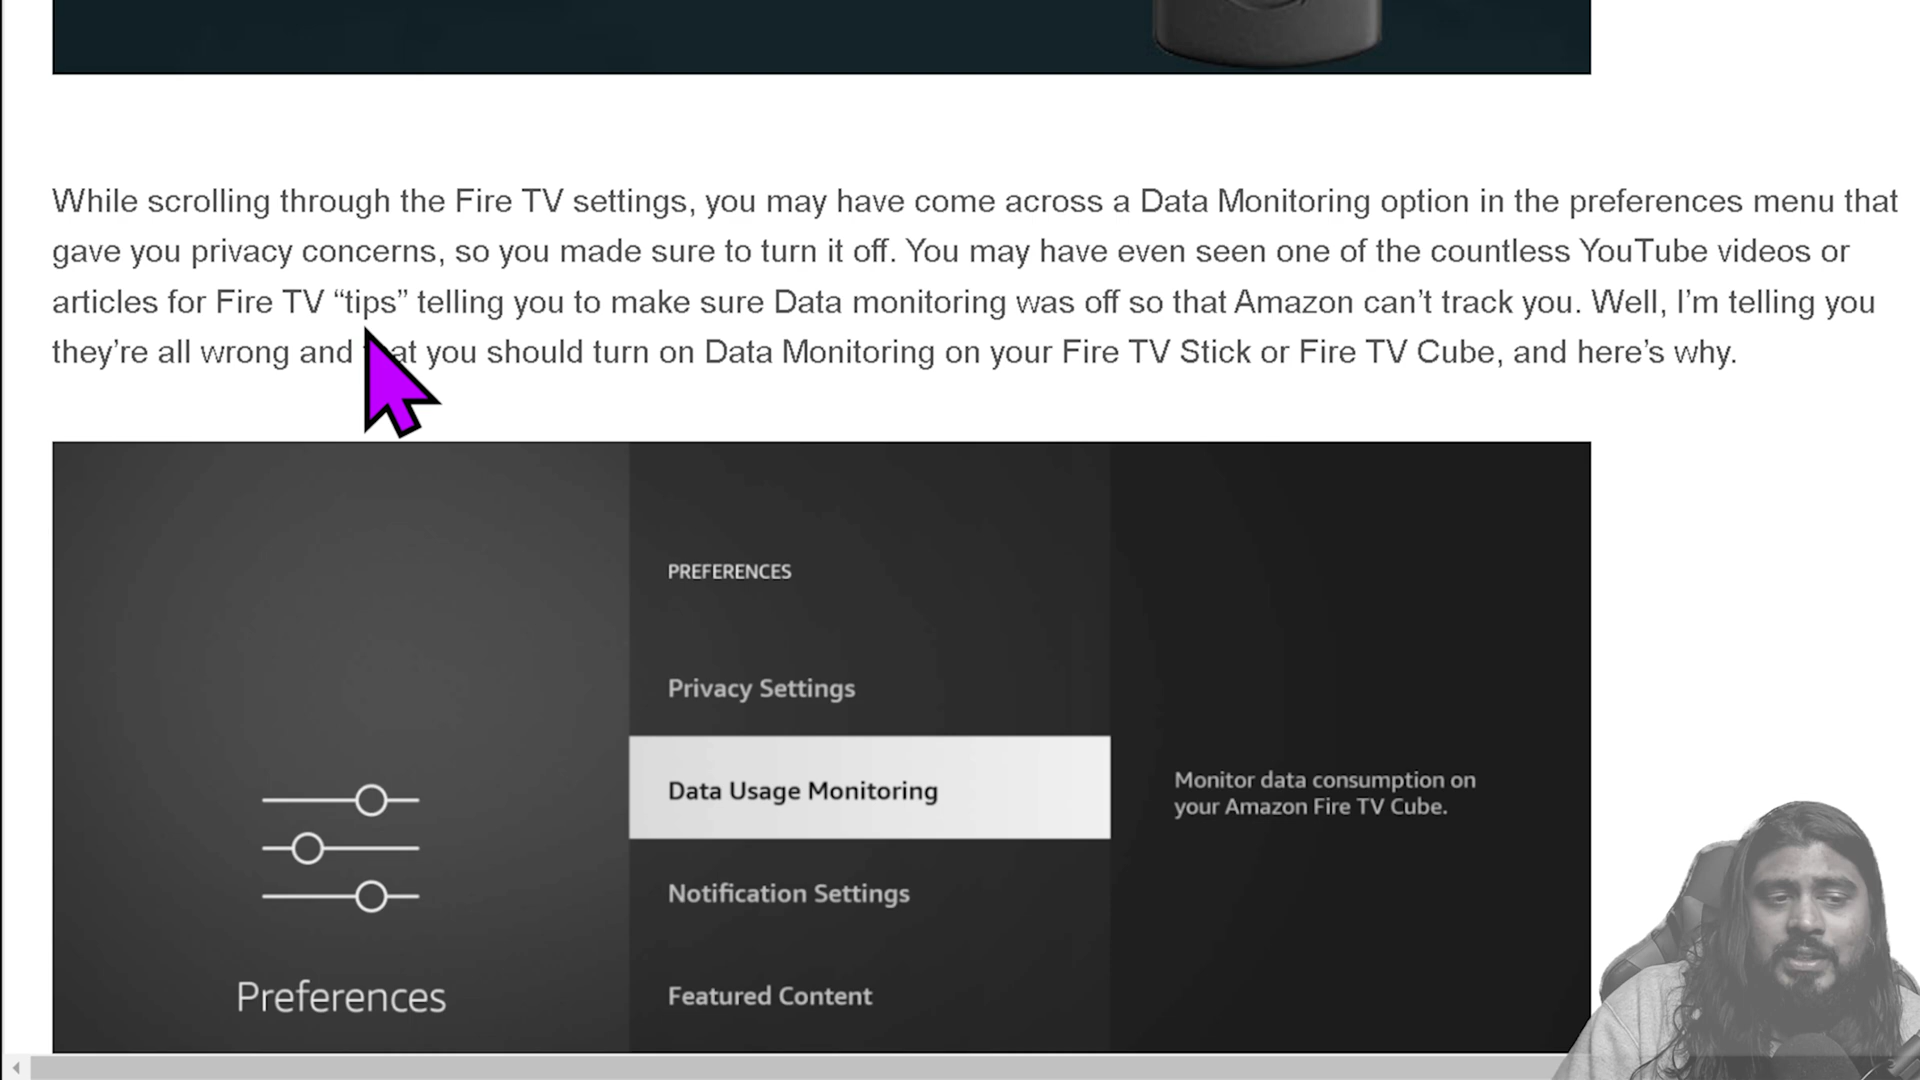 While scrolling through the Fire TV settings, you may have come across a Data Monitoring option in the preferences menu that
gave you privacy concerns, so you made sure to turn it off. You may have even seen one of the countless YouTube videos or
articles for Fire TV “tips” telling you to make sure Data monitoring was off so that Amazon can’t track you. Well, I’m telling you
they’re all wrong and that you should turn on Data Monitoring on your Fire TV Stick or Fire TV Cube, and here’s why.
PREFERENCES
Privacy Settings
Data Usage Monitoring
Monitor data consumption on
your Amazon Fire TV Cube.
Notification Settings
Featured Content
Preferences